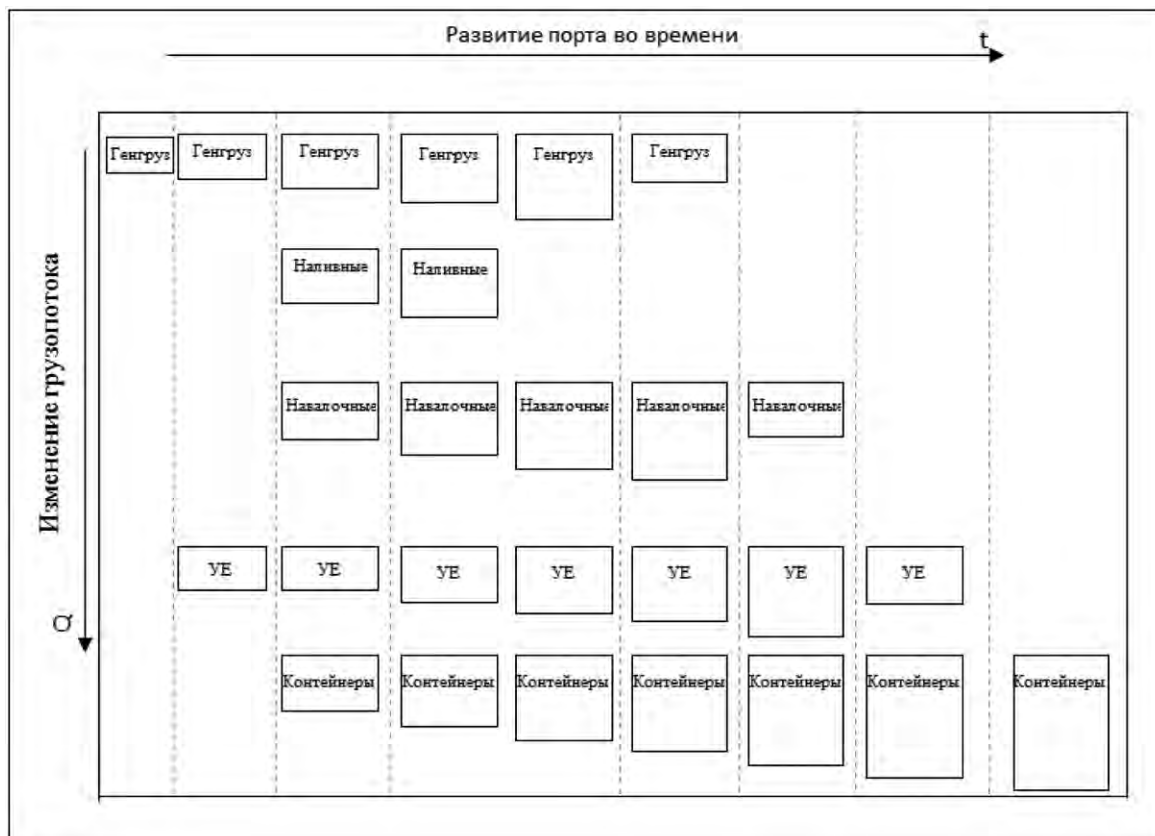 Развитие порта во времени
t
Изменение грузопотока
Q
Генгруз Генгруз Генгруз Генгруз Генгруз Генгруз
Наливные Наливные
Навалочные Навалочные Навалочные Навалочные Навалочные
УЕ УЕ УЕ УЕ УЕ УЕ УЕ
Контейнеры Контейнеры Контейнеры Контейнеры Контейнеры Контейнеры Контейнеры